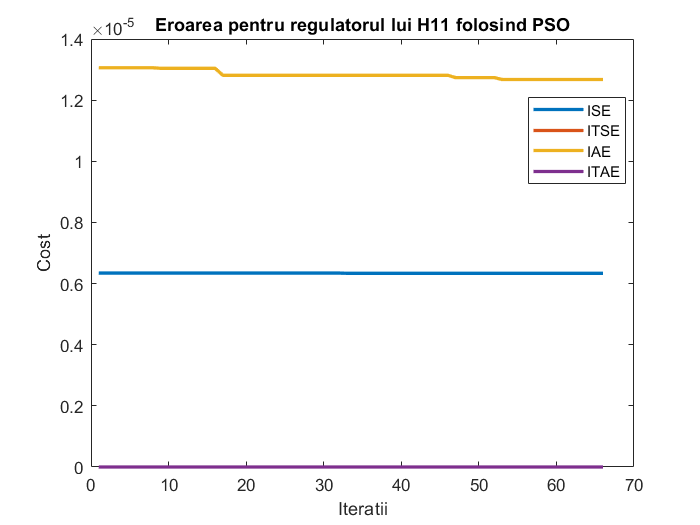 Eroarea pentru regulatorul lui H11 folosind PSO
×10-5
1.4
1.2
1
0.8
0.6
0.4
0.2
0
Cost
ISE
ITSE
IAE
ITAE
0 10 20 30 40 50 60 70
Iteratii